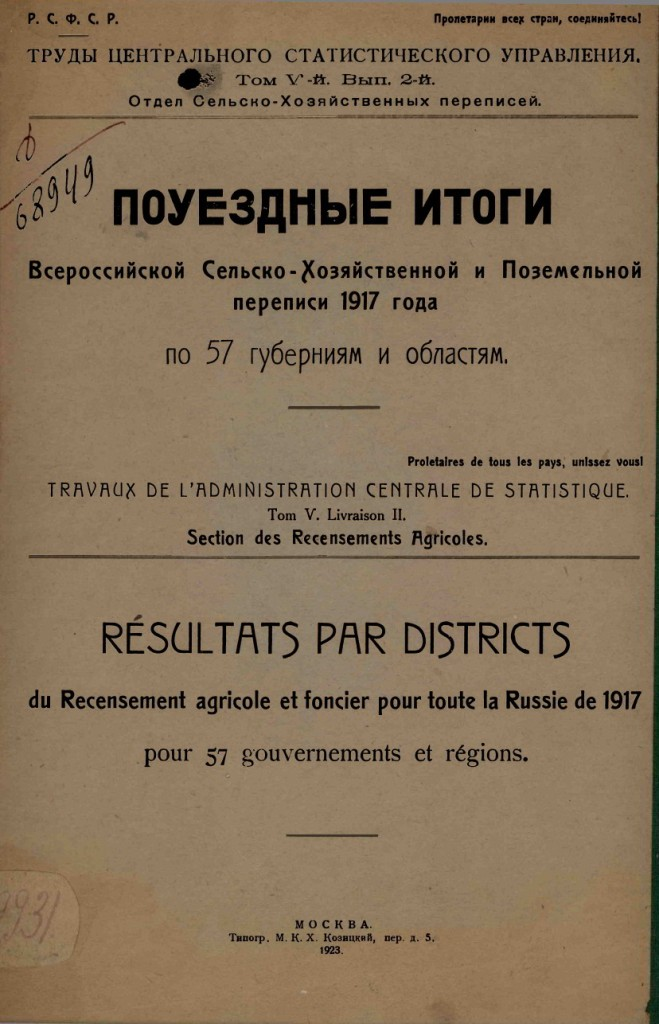 Р. С. Ф. С. Р.
Пролетарии всех стран, соединяйтесь!
ТРУДЫ ЦЕНТРАЛЬНОГО СТАТИСТИЧЕСКОГО УПРАВЛЕНИЯ.
Том V-й. Вып. 2-й.
Отдел Сельско-Хозяйственных переписей.
Ф
68949
ПОУЕЗДНЫЕ ИТОГИ
Всероссийской Сельско-Хозяйственной и Поземельной
переписи 1917 года
по 57 губерниям и областям.
Proletaires de tous les pays, unissez vous!
TRAVAUX DE L'ADMINISTRATION CENTRALE DE STATISTIQUE.
Tom V. Livraison II.
Section des Recensements Agricoles.
RÉSULTATS PAR DISTRICTS
du Recensement agricole et foncier pour toute la Russie de 1917
pour 57 gouvernements et régions.
МОСКВА.
Типогр. М. К. Х. Козицкий, пер. д. 5.
1923.